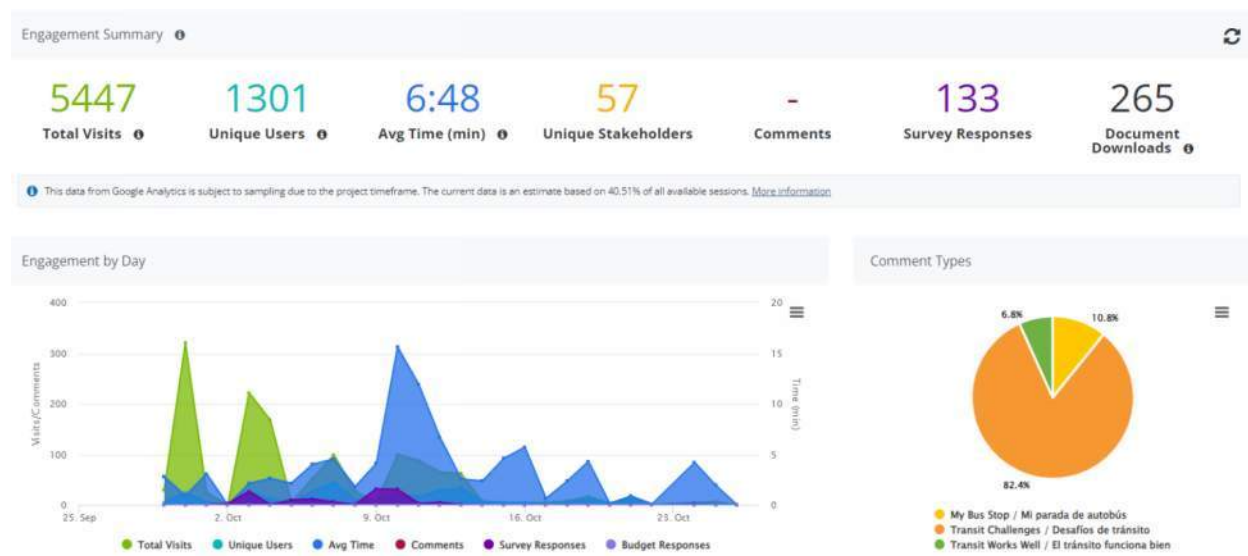 Engagement Summary
5447
Total Visits
1301
Unique Users
6:48
Avg Time (min)
57
Unique Stakeholders
-
Comments
133
Survey Responses
265
Document
Downloads
This data from Google Analytics is subject to sampling due to the project timeframe. The current data is an estimate based on 40.51% of all available sessions. More information
Engagement by Day
400
300
200
100
0
Visits/Comments
20
15
10
5
0
Time (min)
25. Sep
2. Oct
9. Oct
16. Oct
23. Oct
Total Visits
Unique Users
Avg Time
Comments
Survey Responses
Budget Responses
Comment Types
6.8%
10.8%
82.4%
My Bus Stop / Mi parada de autobús
Transit Challenges / Desafíos de tránsito
Transit Works Well / El tránsito funciona bien